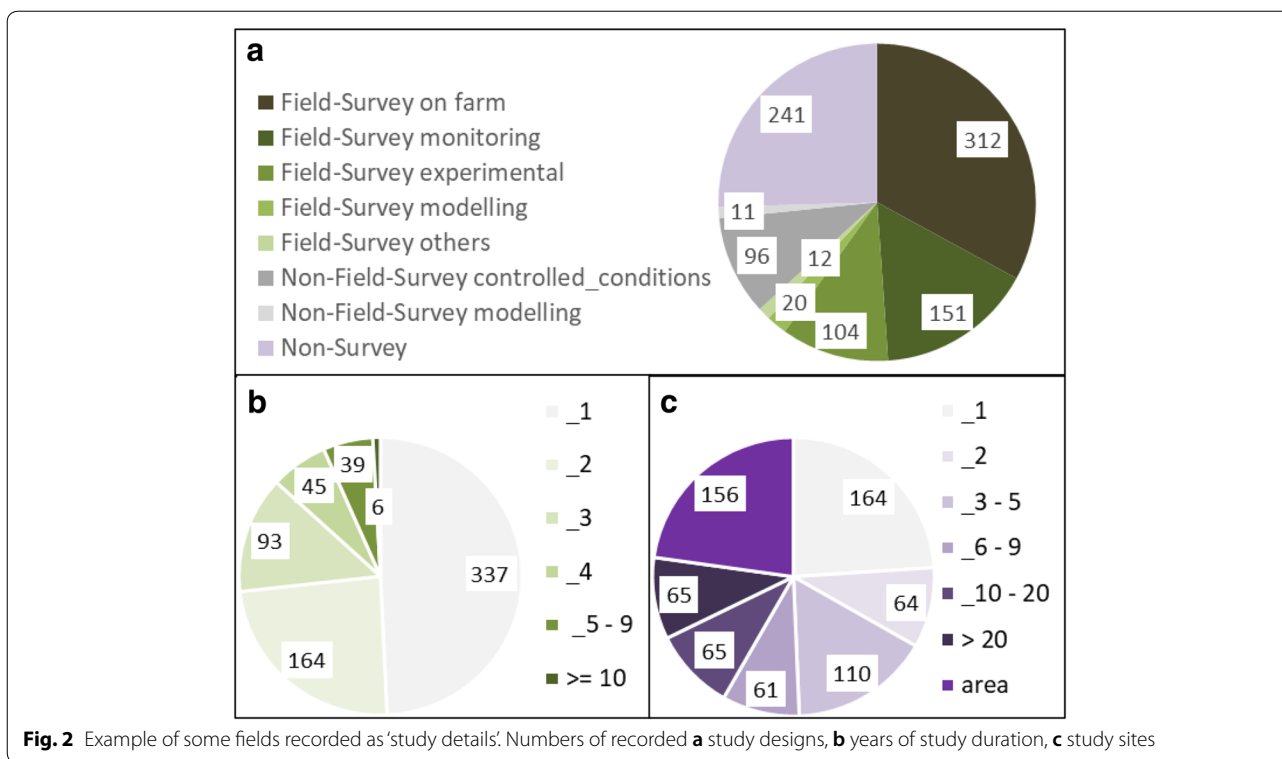 a
Field-Survey on farm
Field-Survey monitoring
Field-Survey experimental
Field-Survey modelling
Field-Survey others
Non-Field-Survey controlled_conditions
Non-Field-Survey modelling
Non-Survey
241
312
11
96
12
20
104
151
b
_1
_2
_3
_4
_5 - 9
>= 10
39
45
6
93
337
164
c
_1
_2
_3 - 5
_6 - 9
_10 - 20
> 20
area
156
164
65
64
65
110
61
Fig. 2 Example of some fields recorded as ‘study details’. Numbers of recorded a study designs, b years of study duration, c study sites